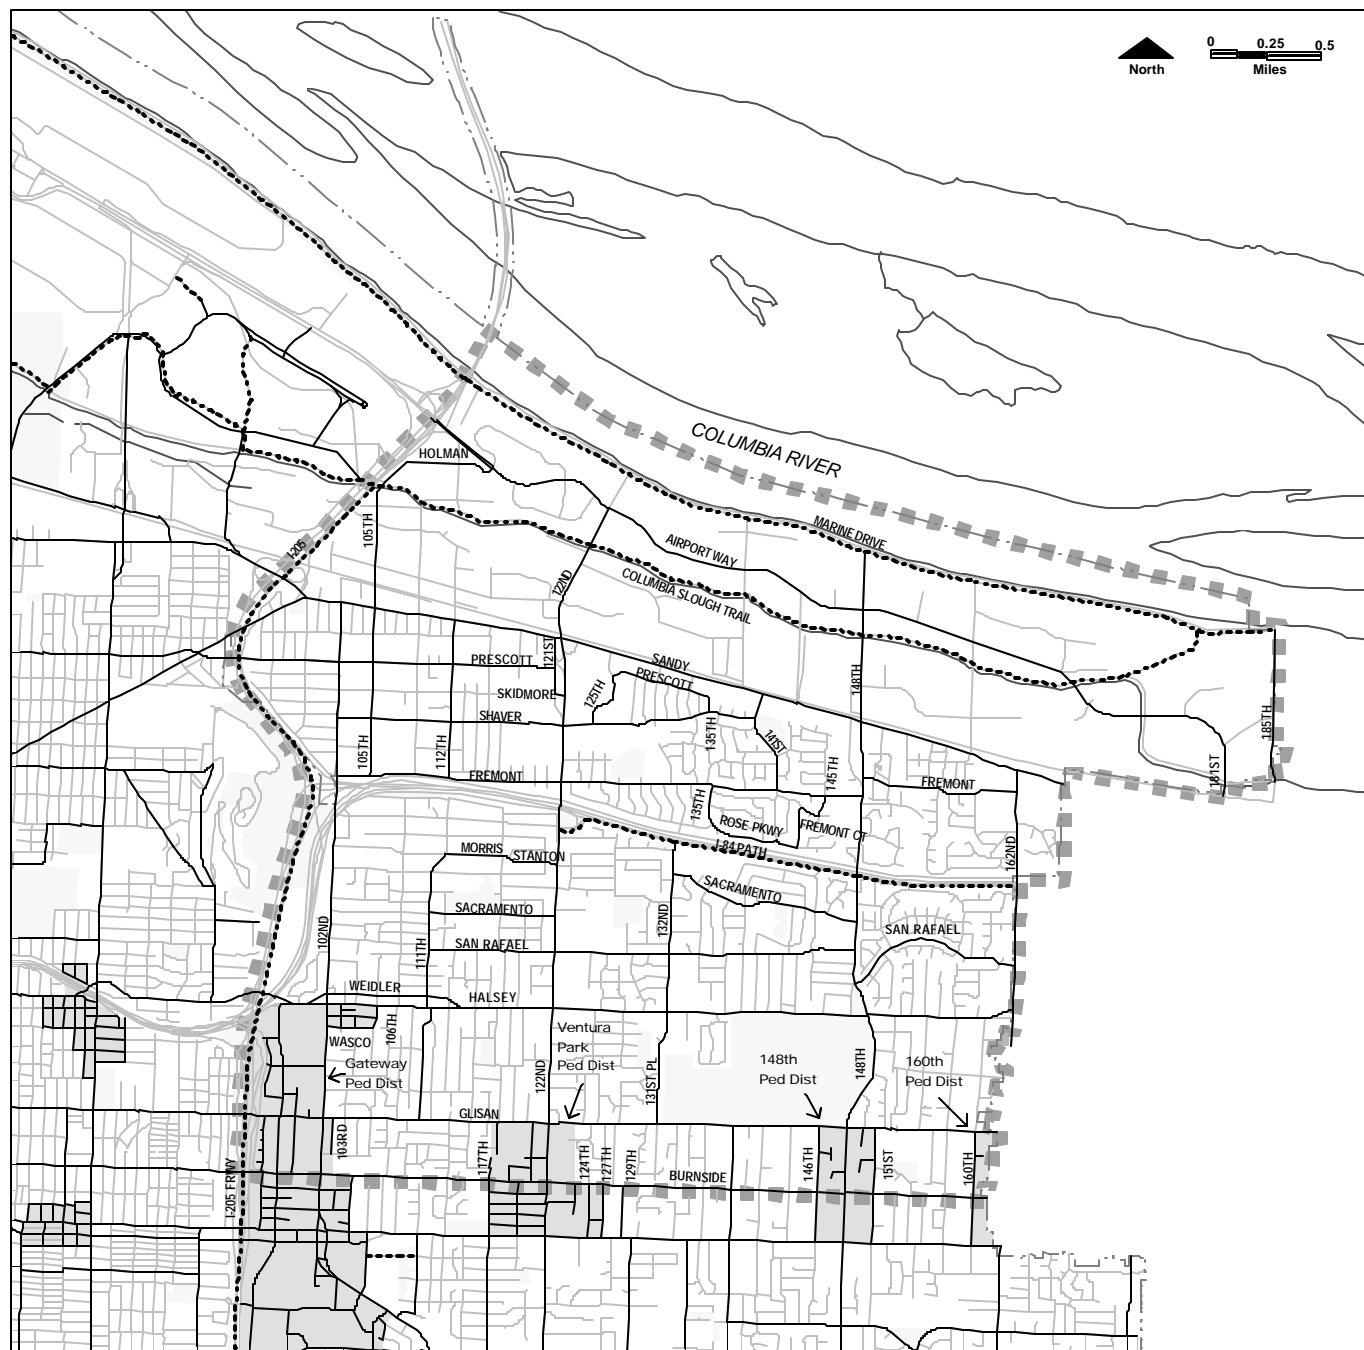 0 0.25 0.5
North
Miles
COLUMBIA RIVER
HOLMAN
MARINE DRIVE
I-205
105TH
AIRPORT WAY
122ND
COLUMBIA SLOUGH TRAIL
PRESCOTT
121ST
SANDY
PRESCOTT
148TH
SKIDMORE
125TH
SHAVER
135TH
141ST
185TH
105TH
112TH
145TH
181ST
FREMONT
FREMONT
135TH
ROSE PKWY
FREMONT CT
MORRIS
STANTON
I-84 PATH
162ND
SACRAMENTO
SACRAMENTO
132ND
102ND
111TH
SAN RAFAEL
SAN RAFAEL
WEIDLER
HALSEY
106TH
WASCO
Gateway
Ped Dist
Ventura
Park
Ped Dist
122ND
131ST PL
148th
Ped Dist
148TH
160th
Ped Dist
GLISAN
103RD
117TH
124TH
127TH
129TH
BURNSIDE
146TH
151ST
160TH
I-205 FRWY